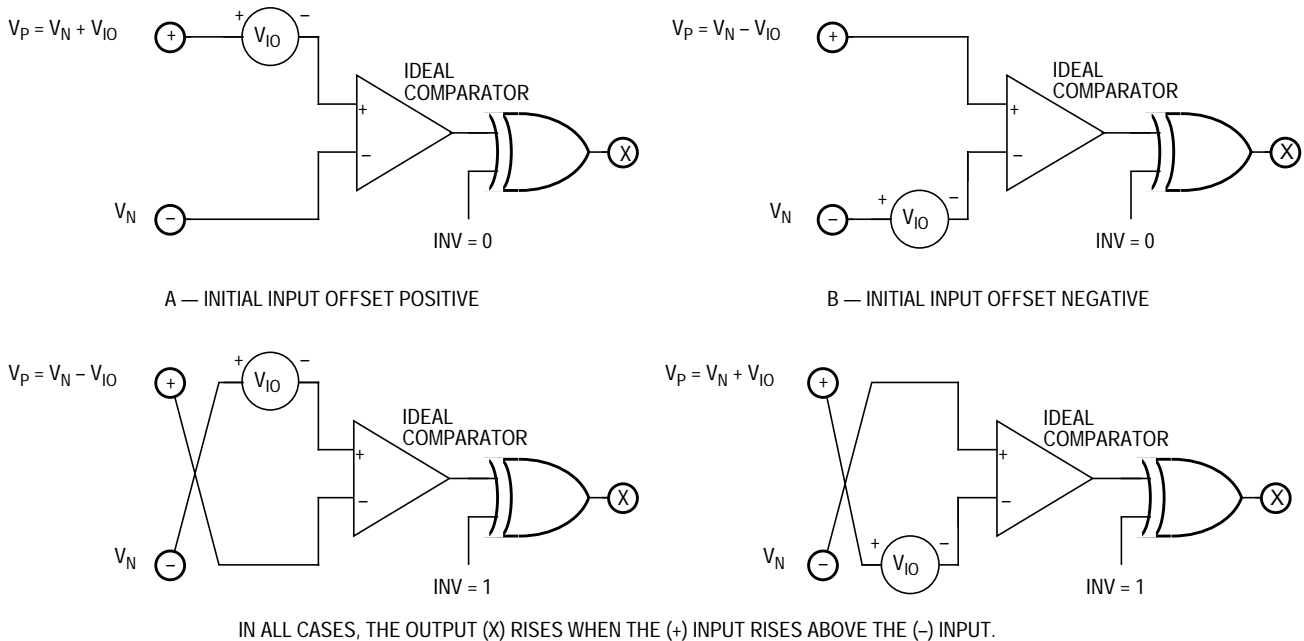 V_P = V_N + V_IO
+
+ –
V_IO
IDEAL
COMPARATOR
+
–
X
V_N
–
INV = 0
A — INITIAL INPUT OFFSET POSITIVE
V_P = V_N – V_IO
+
IDEAL
COMPARATOR
+
–
X
+ –
V_IO
V_N
–
INV = 0
B — INITIAL INPUT OFFSET NEGATIVE
V_P = V_N – V_IO
+
+ –
V_IO
IDEAL
COMPARATOR
+
–
X
V_N
–
INV = 1
V_P = V_N + V_IO
+
IDEAL
COMPARATOR
+
–
X
+ –
V_IO
V_N
–
INV = 1
IN ALL CASES, THE OUTPUT (X) RISES WHEN THE (+) INPUT RISES ABOVE THE (–) INPUT.